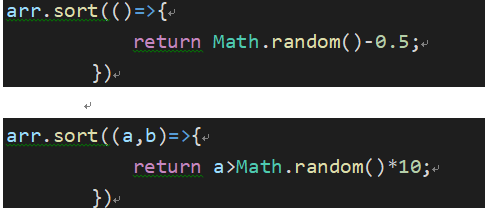 arr.sort(()=>{
return Math.random()-0.5;
})
arr.sort((a,b)=>{
return a>Math.random()*10;
})